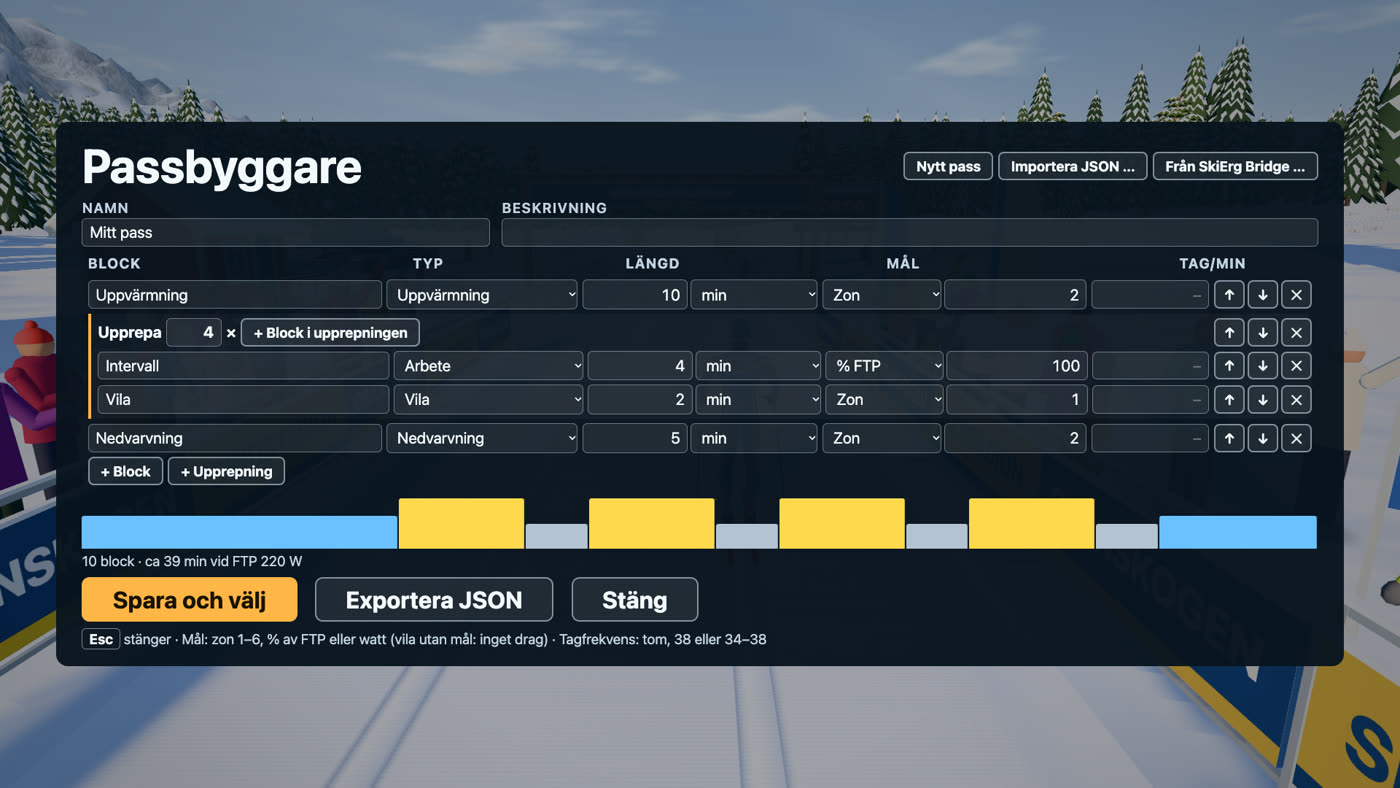 Passbyggare
Nytt pass
Importera JSON ...
Från SkiErg Bridge ...
NAMN
BESKRIVNING
Mitt pass
BLOCK TYP LÄNGD MÅL TAG/MIN
Uppvärmning Uppvärmning 10 min Zon 2 – ↑ ↓ ×
Upprepa 4 × + Block i upprepningen ↑ ↓ ×
Intervall Arbete 4 min % FTP 100 – ↑ ↓ ×
Vila Vila 2 min Zon 1 – ↑ ↓ ×
Nedvarvning Nedvarvning 5 min Zon 2 – ↑ ↓ ×
+ Block + Upprepning
10 block · ca 39 min vid FTP 220 W
Spara och välj Exportera JSON Stäng
Esc stänger · Mål: zon 1–6, % av FTP eller watt (vila utan mål: inget drag) · Tagfrekvens: tom, 38 eller 34–38